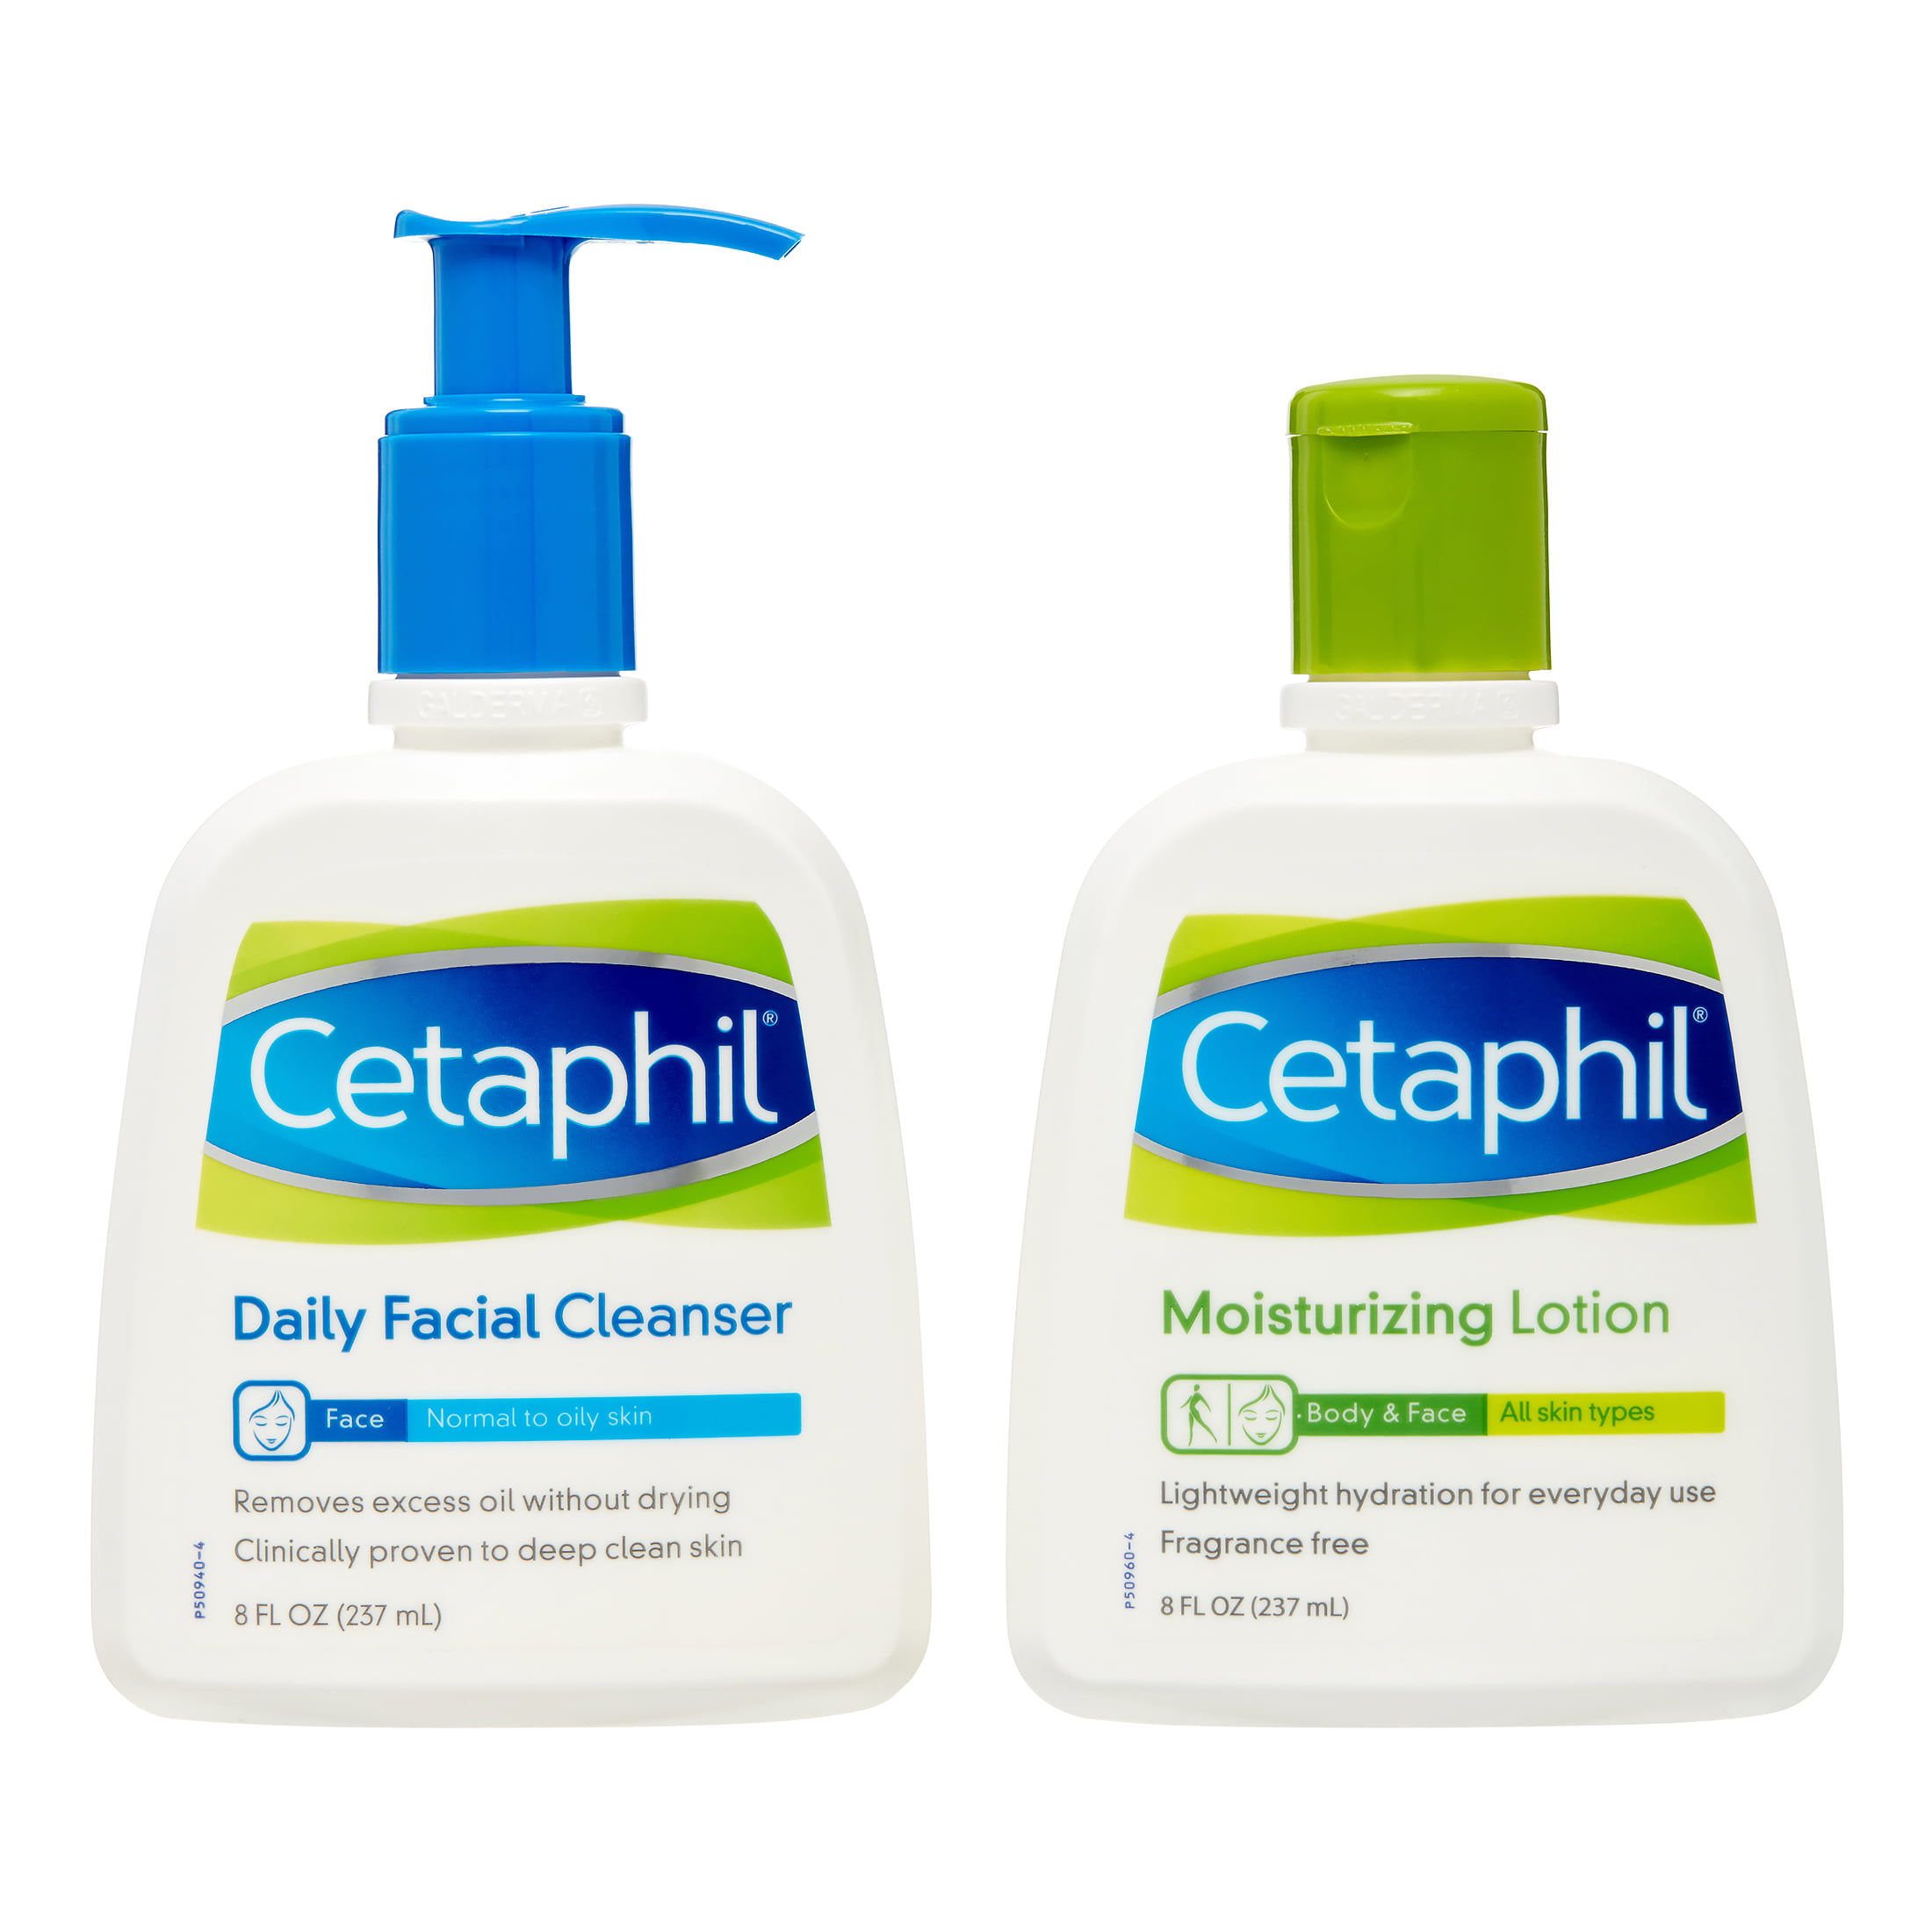 GALDERMA
Cetaphil®
Daily Facial Cleanser
Face Normal to oily skin
Removes excess oil without drying
Clinically proven to deep clean skin
8 FL OZ (237 mL)
P50940-4
GALDERMA
Cetaphil®
Moisturizing Lotion
Body & Face All skin types
Lightweight hydration for everyday use
Fragrance free
8 FL OZ (237 mL)
P50960-4